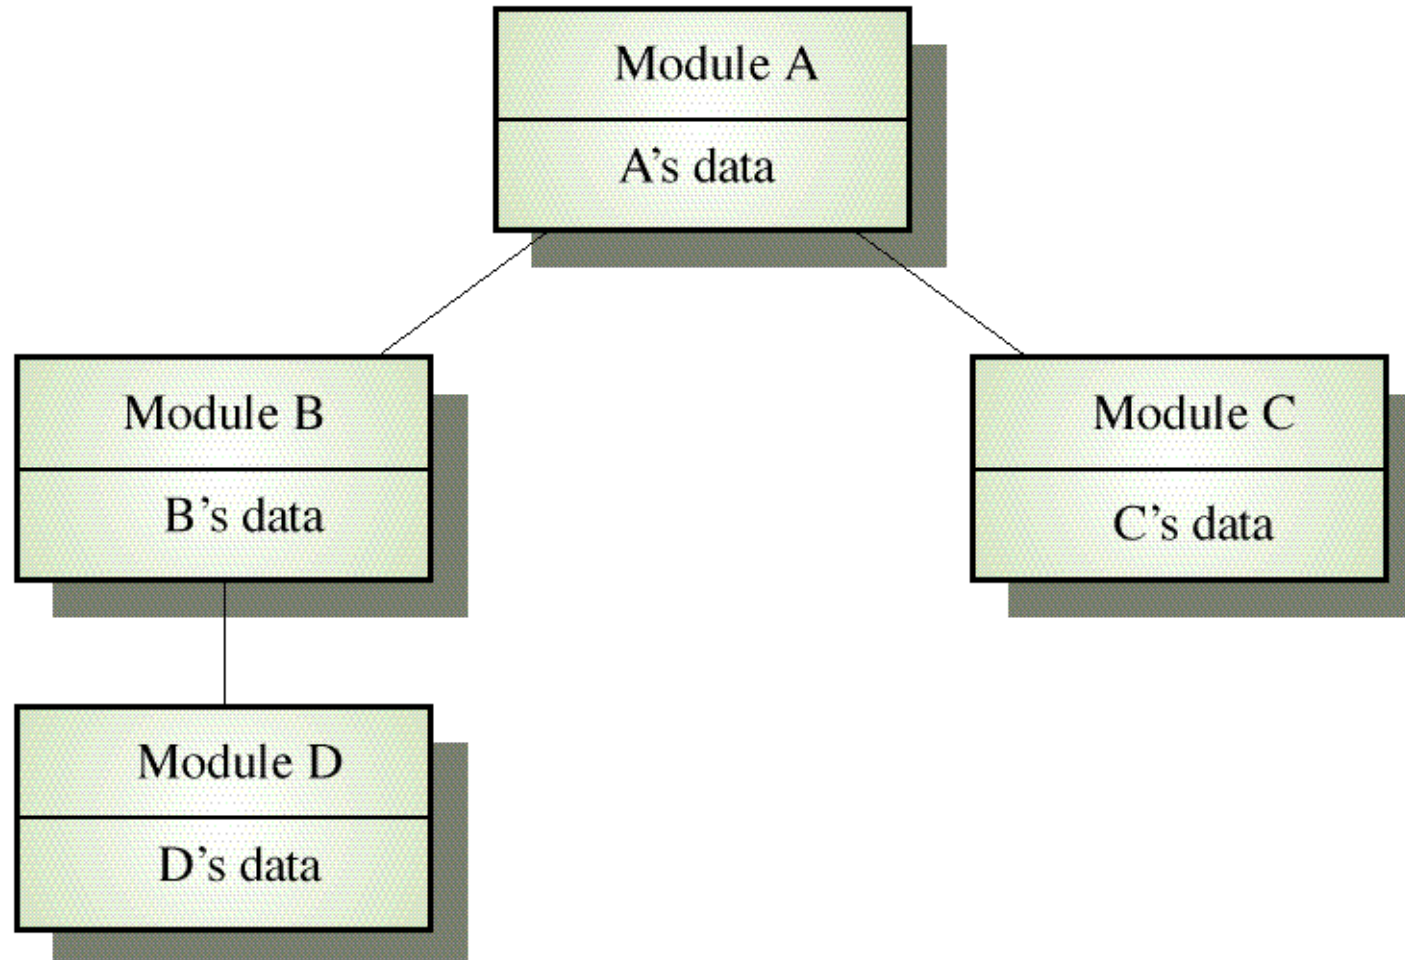 Module A
A’s data
Module B
B’s data
Module C
C’s data
Module D
D’s data